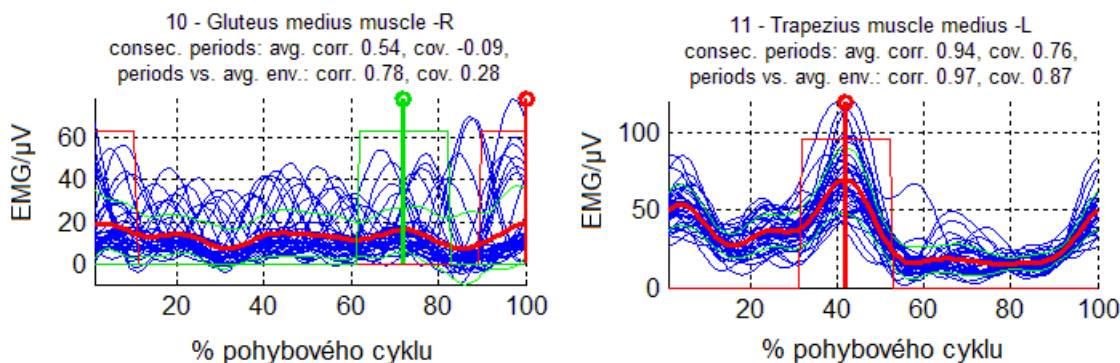 10 - Gluteus medius muscle -R
consec. periods: avg. corr. 0.54, cov. -0.09,
periods vs. avg. env.: corr. 0.78, cov. 0.28
EMG/µV
60
40
20
0
20
40
60
80
100
% pohybového cyklu
11 - Trapezius muscle medius -L
consec. periods: avg. corr. 0.94, cov. 0.76,
periods vs. avg. env.: corr. 0.97, cov. 0.87
EMG/µV
100
50
0
20
40
60
80
100
% pohybového cyklu